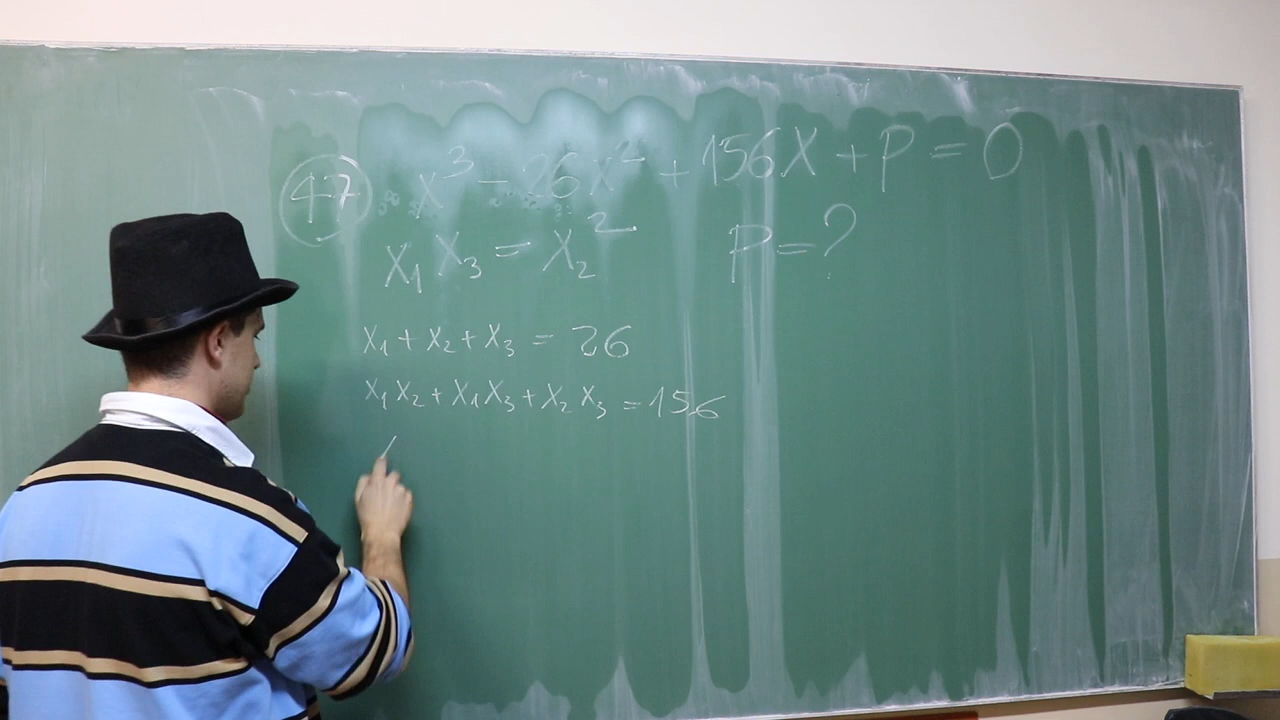 47 x³ - 26x² + 156x + p = 0
x₁x₃ = x₂² p = ?
x₁ + x₂ + x₃ = 26
x₁x₂ + x₁x₃ + x₂x₃ = 156